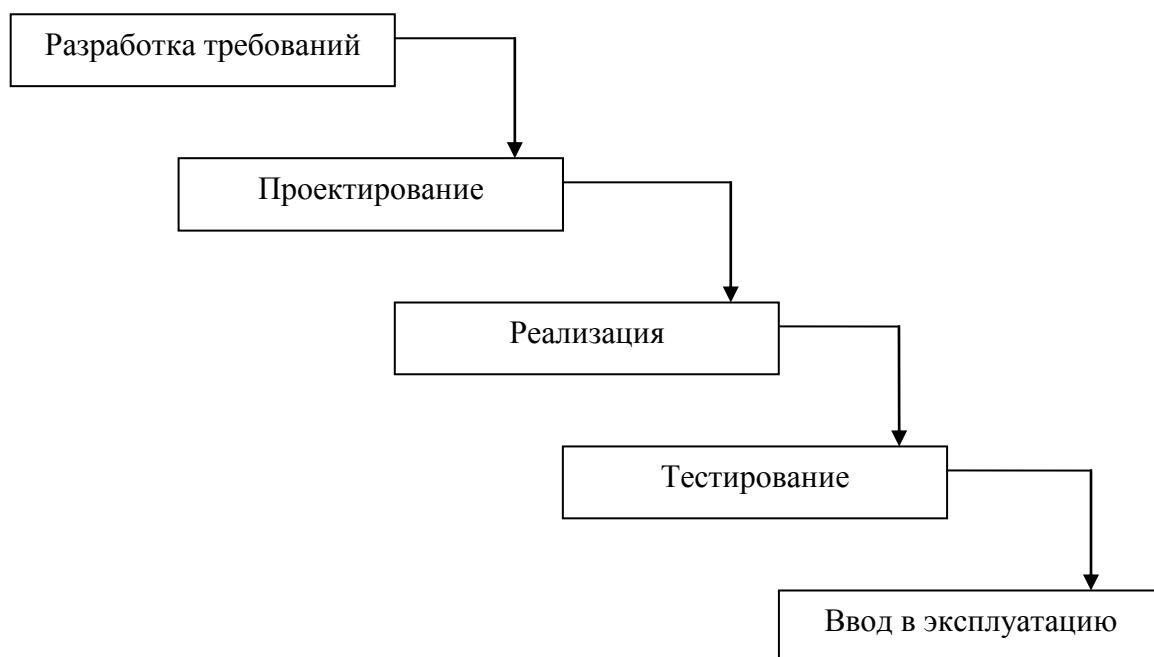 Разработка требований
Проектирование
Реализация
Тестирование
Ввод в эксплуатацию